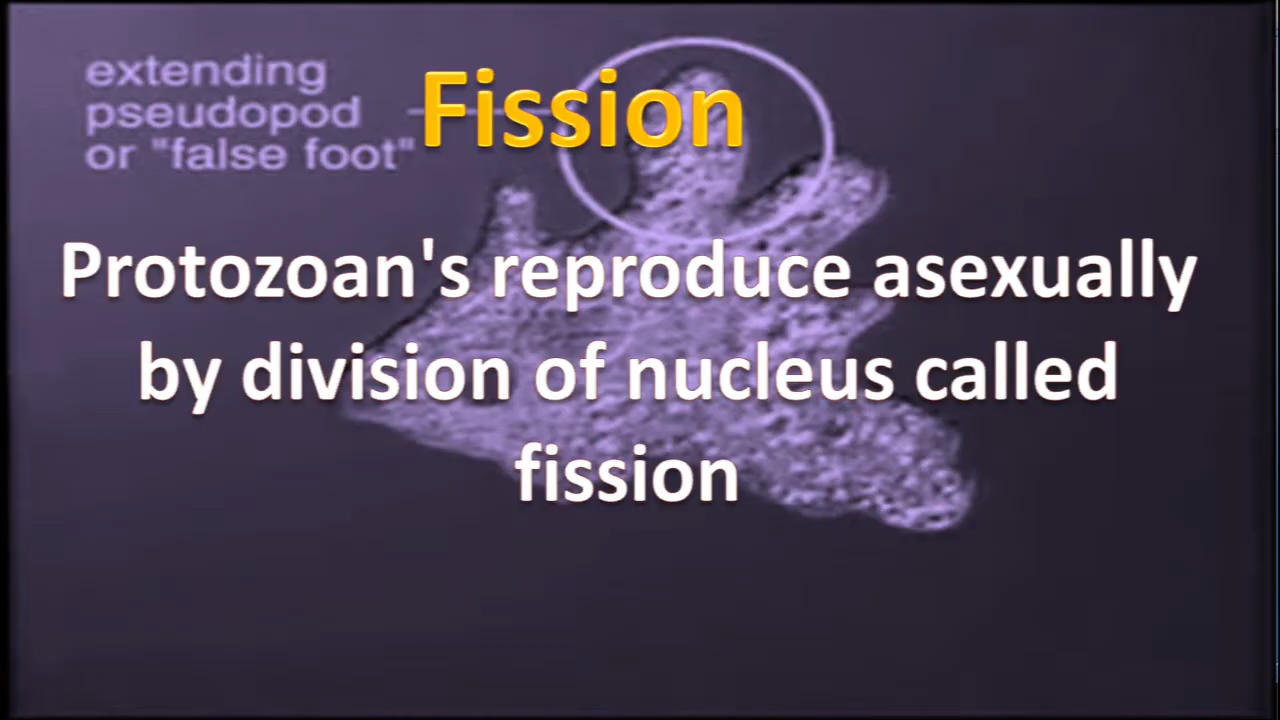 extending
pseudopod
or "false foot"
Fission
Protozoan's reproduce asexually
by division of nucleus called
fission